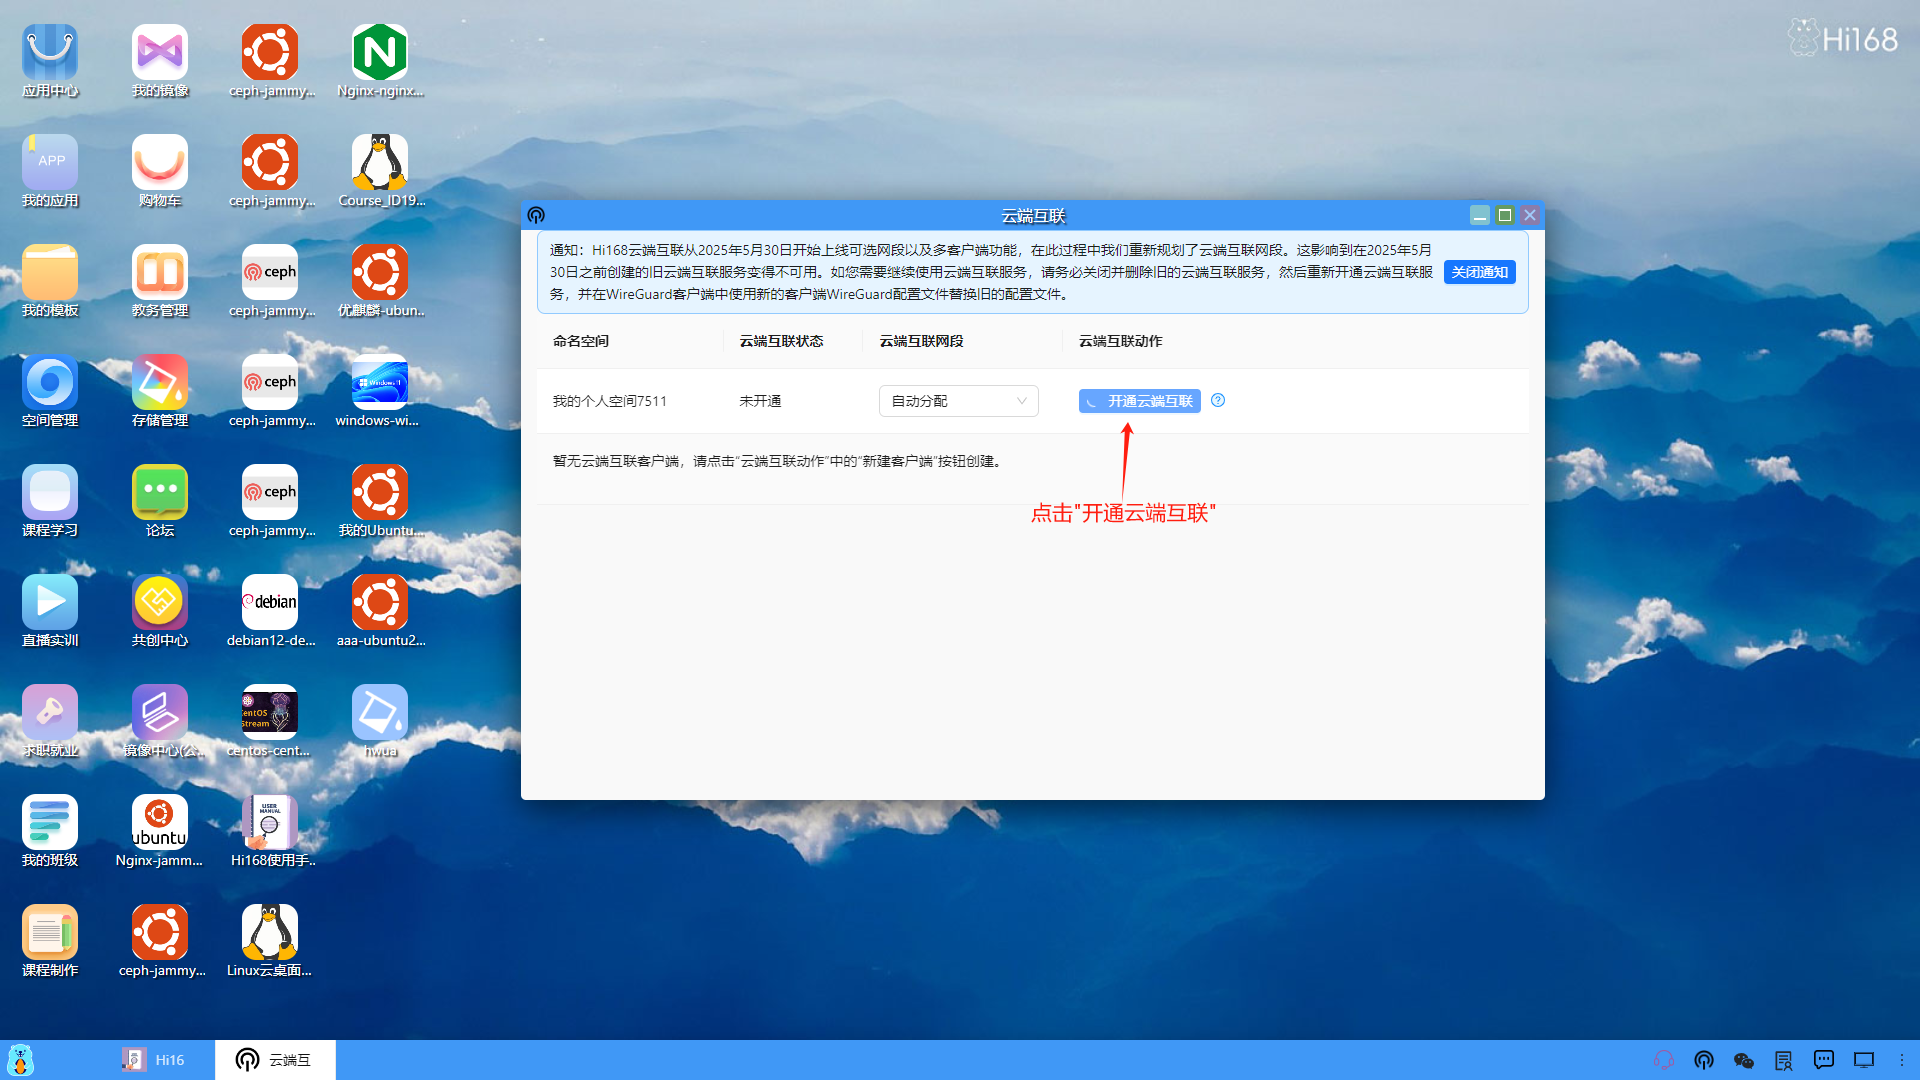 Hi168
应用中心
我的镜像
ceph-jammy...
Nginx-nginx...
APP
我的应用
购物车
ceph-jammy...
Course_ID19...
我的模板
教务管理
ceph
ceph-jammy...
优麒麟-ubun..
空间管理
存储管理
ceph
ceph-jammy...
Windows 11
windows-wi...
课程学习
论坛
ceph
ceph-jammy...
我的Ubuntu...
直播实训
共创中心
debian
debian12-de...
aaa-ubuntu2...
求职就业
镜像中心(公..
CentOS
Stream
centos-cent...
hwua
我的班级
ubuntu
Nginx-jamm...
USER
MANUAL
Hi168使用手..
课程制作
ceph-jammy...
Linux云桌面...
云端互联
通知：Hi168云端互联从2025年5月30日开始上线可选网段以及多客户端功能，在此过程中我们重新规划了云端互联网段。这影响到在2025年5月
30日之前创建的旧云端互联服务变得不可用。如您需要继续使用云端互联服务，请务必关闭并删除旧的云端互联服务，然后重新开通云端互联服
务，并在WireGuard客户端中使用新的客户端WireGuard配置文件替换旧的配置文件。
关闭通知
命名空间
云端互联状态
云端互联网段
云端互联动作
我的个人空间7511
未开通
自动分配
开通云端互联
暂无云端互联客户端，请点击“云端互联动作”中的“新建客户端”按钮创建。
点击"开通云端互联"
Hi16
云端互